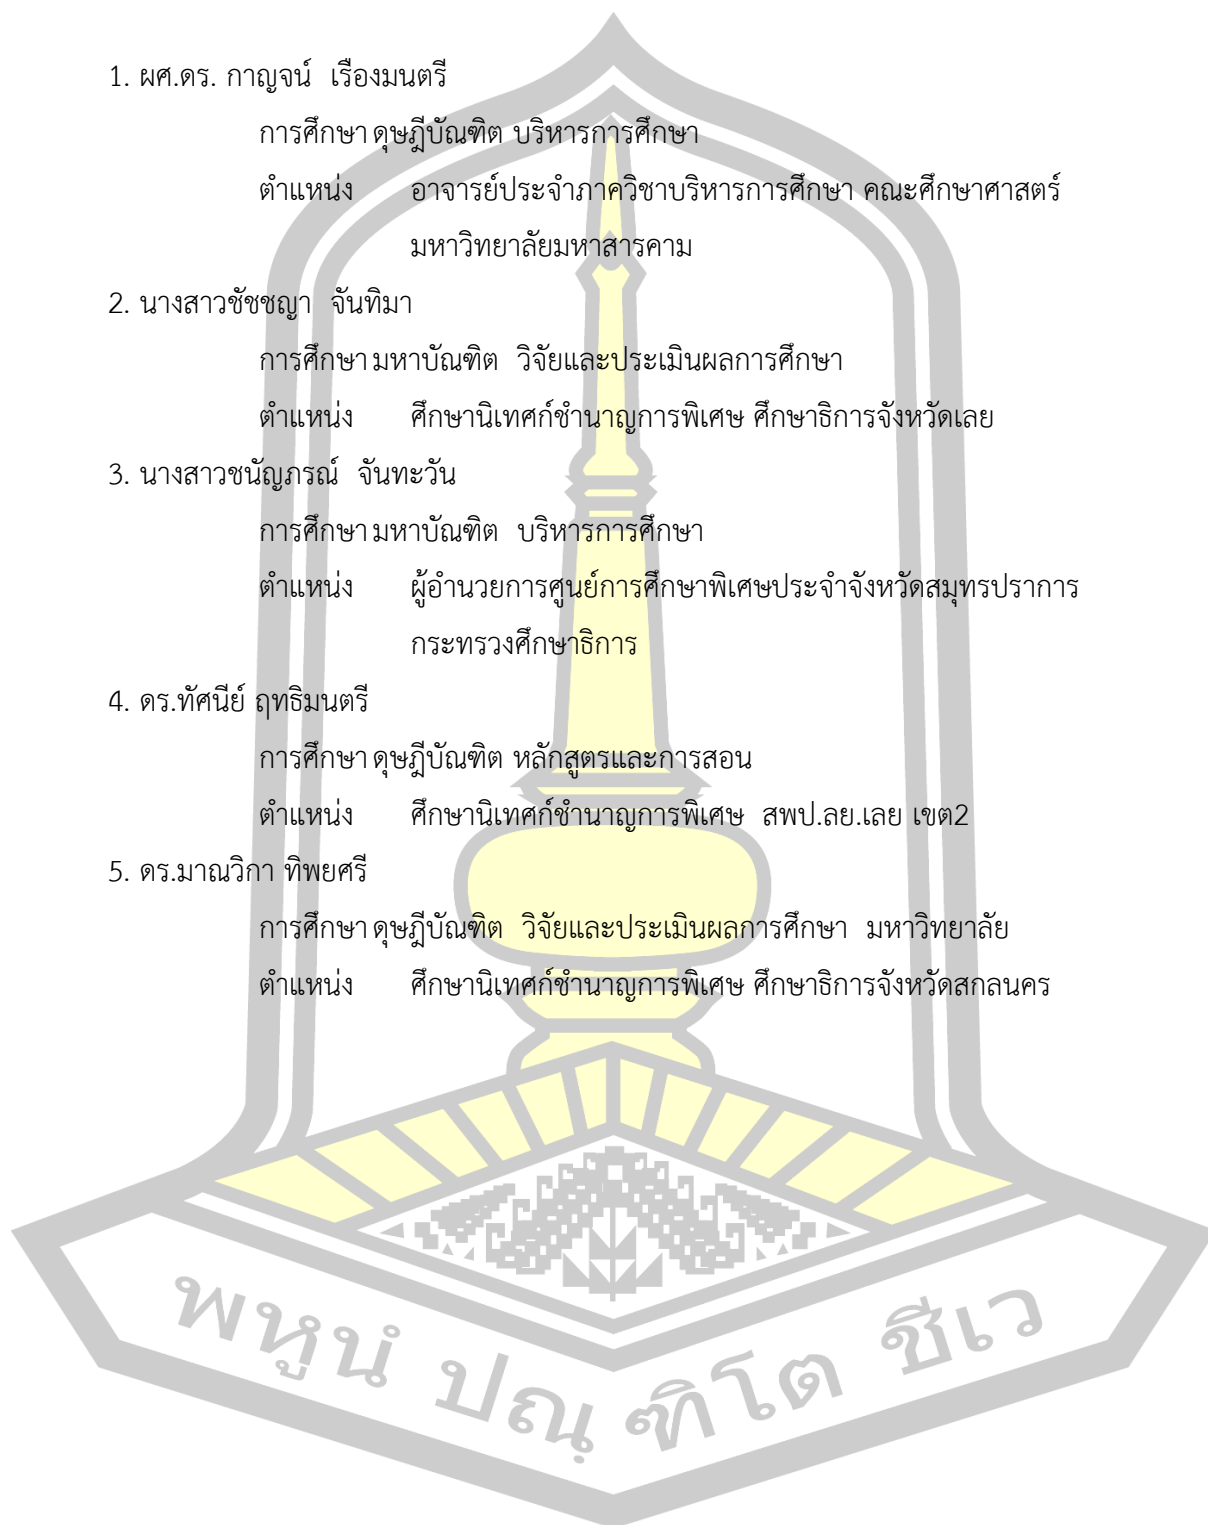 1. ผศ.ดร. กาญจน์ เรืองมนตรี
การศึกษา ดุษฎีบัณฑิต บริหารการศึกษา
ตำแหน่ง อาจารย์ประจำภาควิชาบริหารการศึกษา คณะศึกษาศาสตร์
มหาวิทยาลัยมหาสารคาม
2. นางสาวชัชชญา จันทิมา
การศึกษา มหาบัณฑิต วิจัยและประเมินผลการศึกษา
ตำแหน่ง ศึกษานิเทศก์ชำนาญการพิเศษ ศึกษาธิการจังหวัดเลย
3. นางสาวชนัญภรณ์ จันทะวัน
การศึกษา มหาบัณฑิต บริหารการศึกษา
ตำแหน่ง ผู้อำนวยการศูนย์การศึกษาพิเศษประจำจังหวัดสมุทรปราการ
กระทรวงศึกษาธิการ
4. ดร.ทัศนีย์ ฤทธิมนตรี
การศึกษา ดุษฎีบัณฑิต หลักสูตรและการสอน
ตำแหน่ง ศึกษานิเทศก์ชำนาญการพิเศษ สพป.ลย.เลย เขต2
5. ดร.มาณวิกา ทิพยศรี
การศึกษา ดุษฎีบัณฑิต วิจัยและประเมินผลการศึกษา มหาวิทยาลัย
ตำแหน่ง ศึกษานิเทศก์ชำนาญการพิเศษ ศึกษาธิการจังหวัดสกลนคร
พหูนํ ปณฺ ฑิโต ชีเว